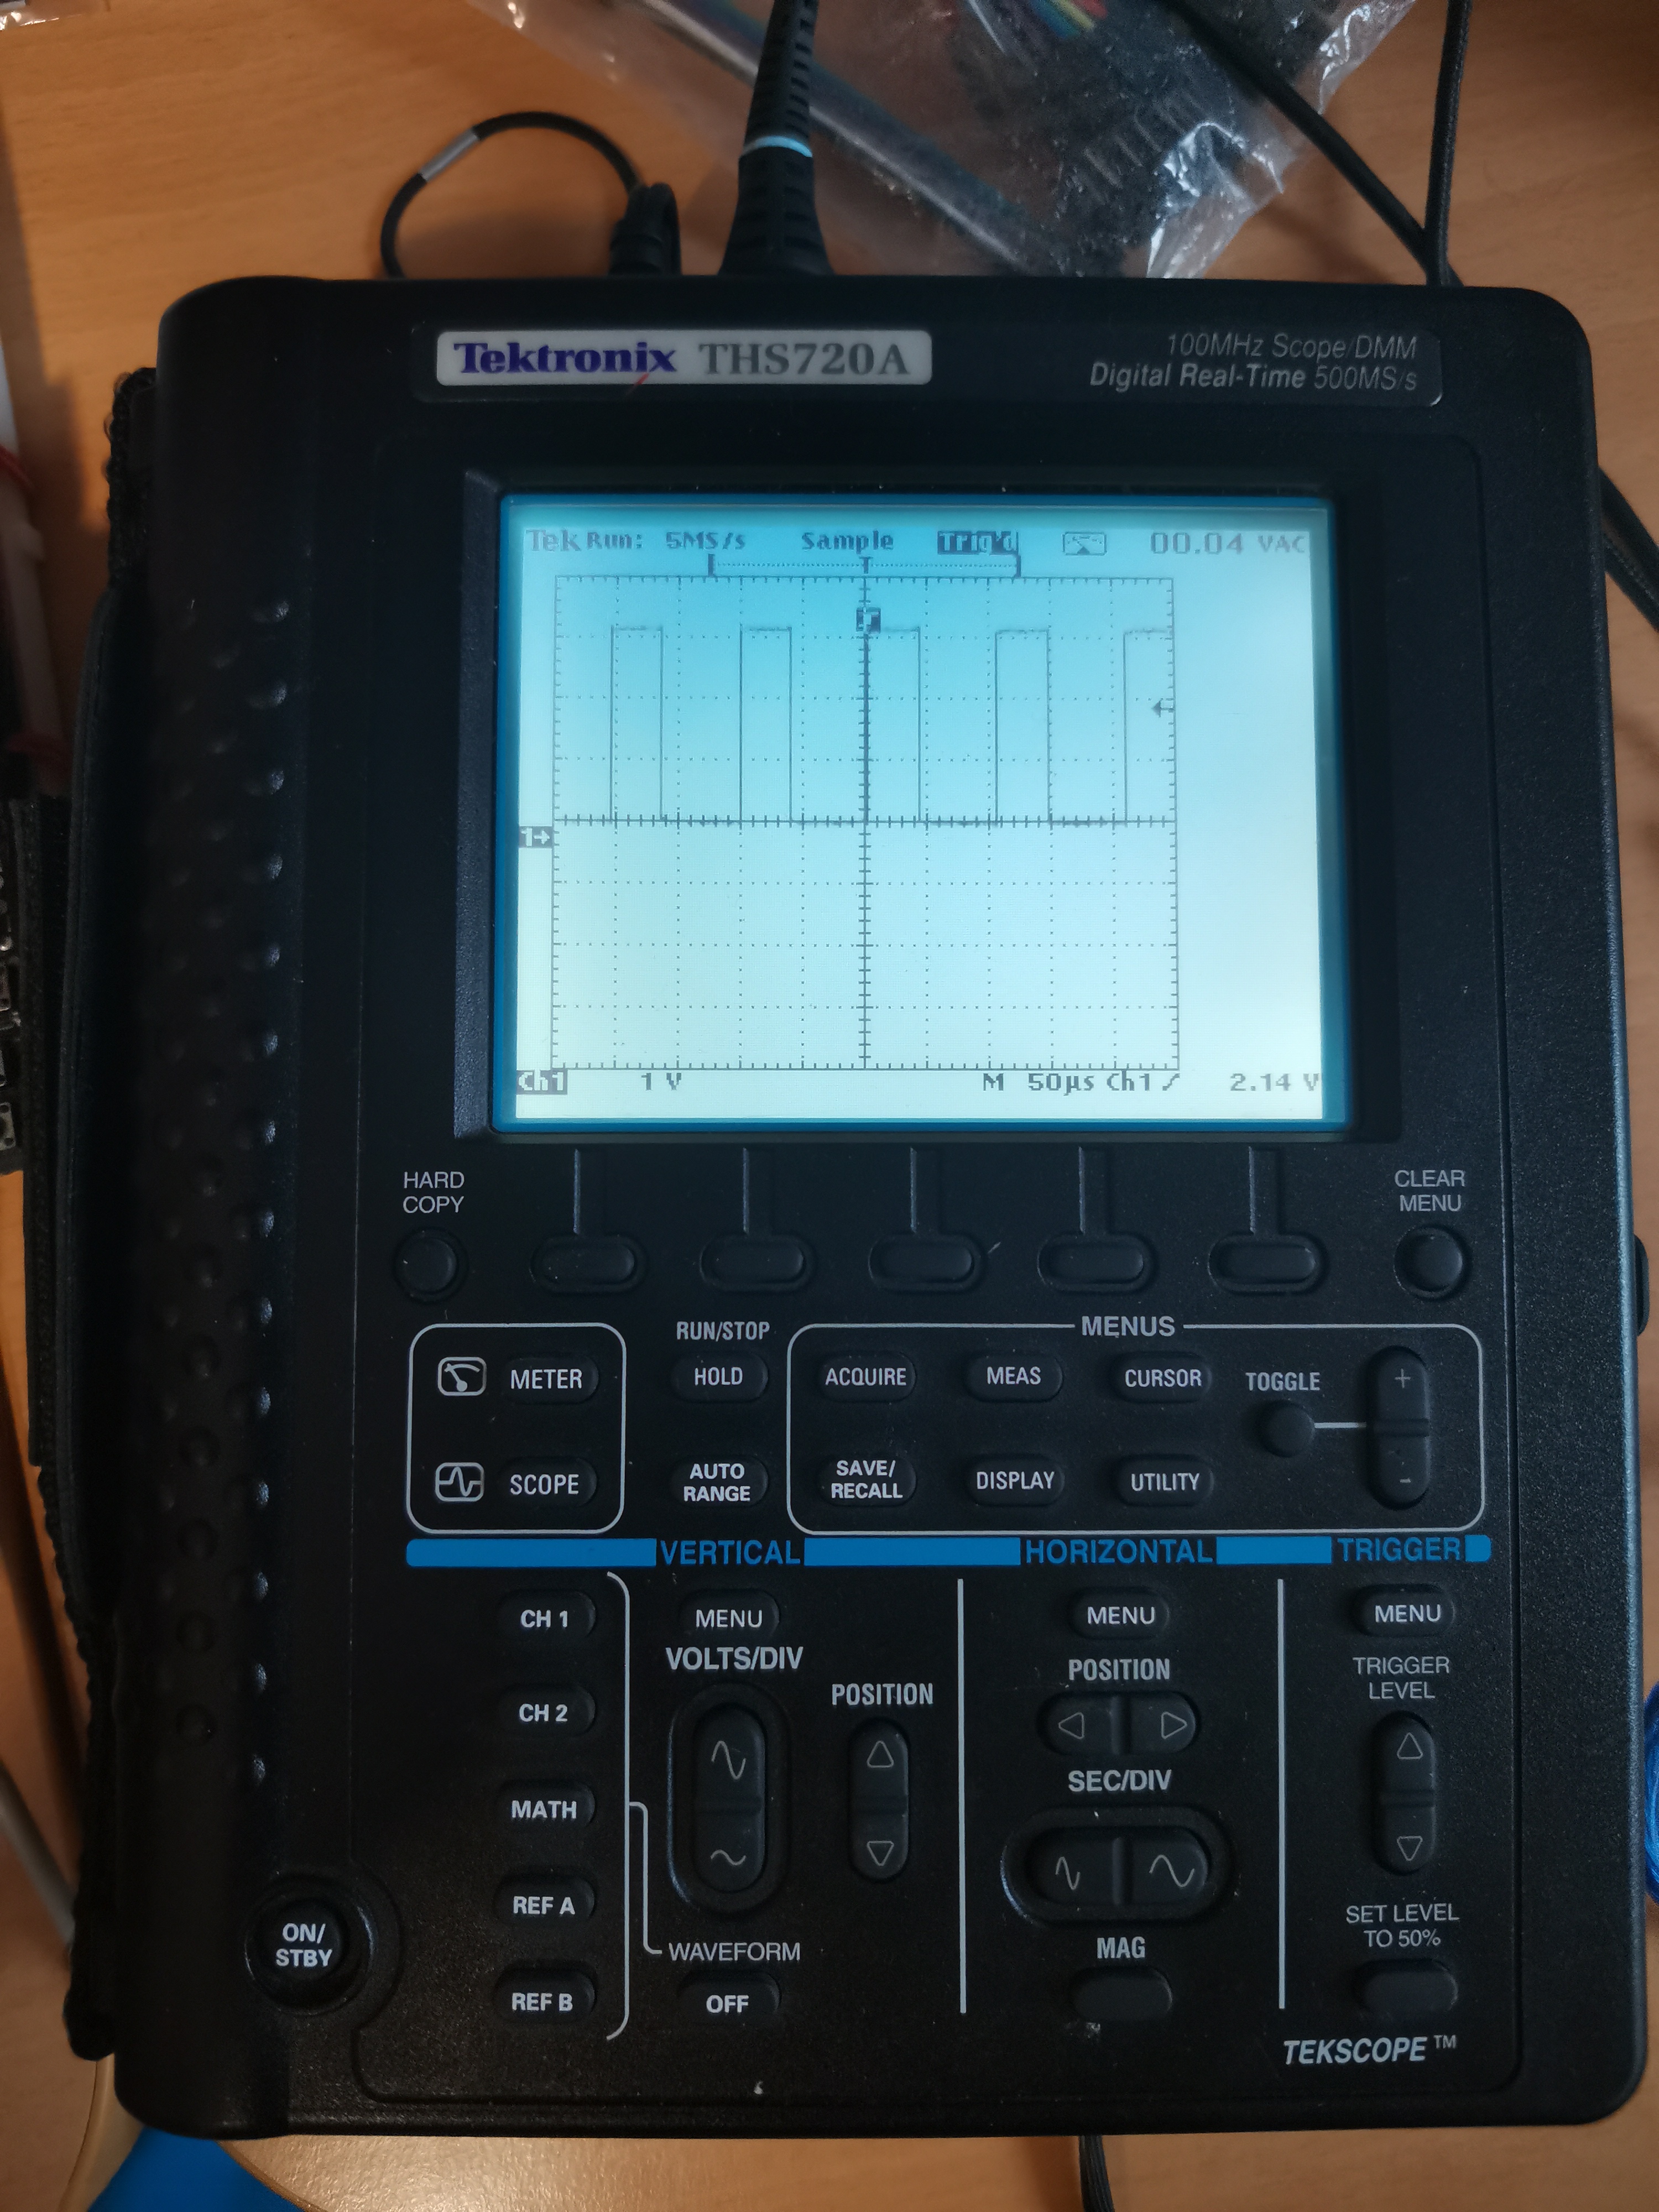 Tektronix THS720A
100MHz Scope/DMM
Digital Real-Time 500MS/s
Tek Run: 5MS/s Sample Trig'd 00.04 VAC
T
1
Ch1 1 V M 50µs Ch1 2.14 V
HARD
COPY
CLEAR
MENU
METER
SCOPE
RUN/STOP
HOLD
AUTO
RANGE
MENUS
ACQUIRE MEAS CURSOR
TOGGLE
+
-
SAVE/
RECALL
DISPLAY UTILITY
VERTICAL HORIZONTAL TRIGGER
CH 1
CH 2
MATH
REF A
REF B
MENU
VOLTS/DIV
POSITION
WAVEFORM
OFF
MENU
POSITION
SEC/DIV
MAG
MENU
TRIGGER
LEVEL
SET LEVEL
TO 50%
ON/
STBY
TEKSCOPE™